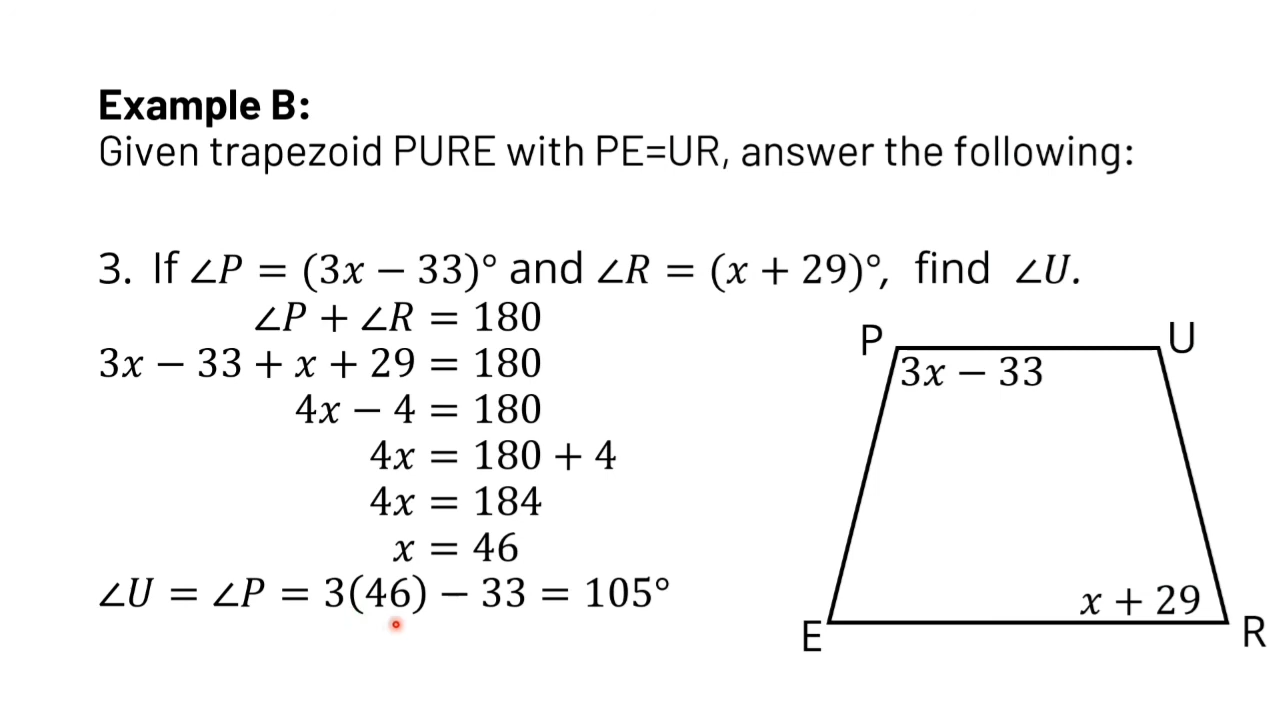 Example B:
Given trapezoid PURE with PE=UR, answer the following:
3. If ∠P = (3x − 33)° and ∠R = (x + 29)°, find ∠U.
∠P + ∠R = 180
3x − 33 + x + 29 = 180
4x − 4 = 180
4x = 180 + 4
4x = 184
x = 46
∠U = ∠P = 3(46) − 33 = 105°
P
U
3x − 33
x + 29
E
R